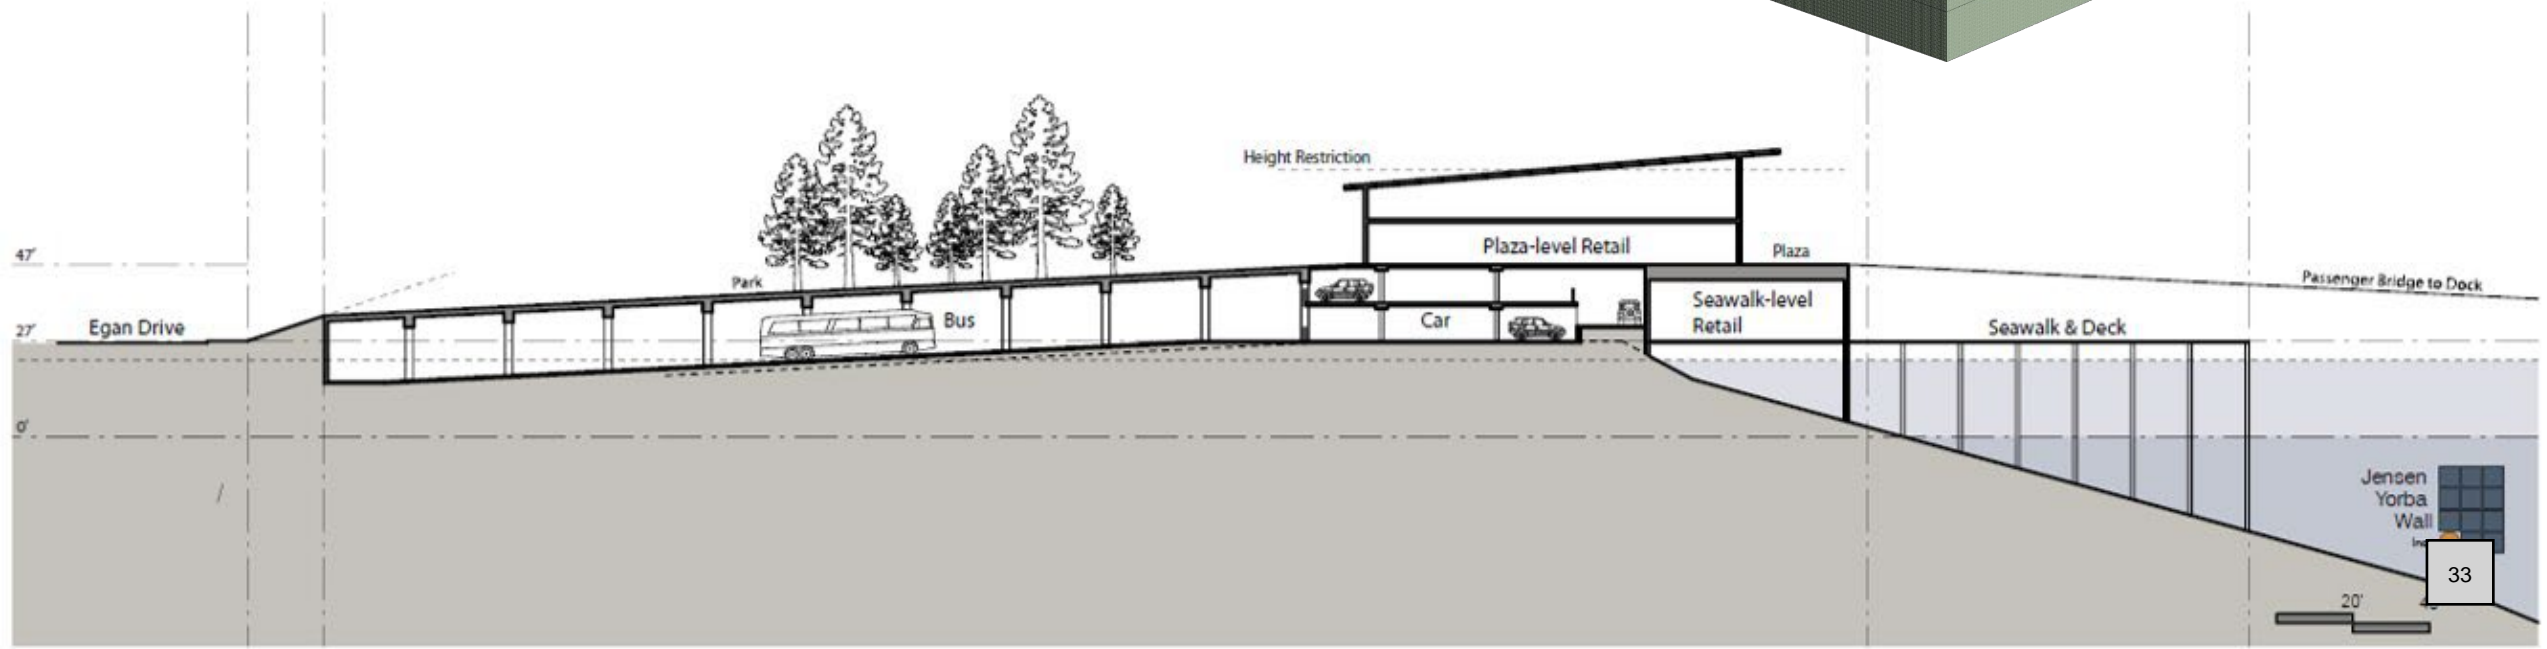 Height Restriction
47'
Plaza-level Retail
Plaza
Park
Passenger Bridge to Dock
Egan Drive
27'
Bus
Car
Seawalk-level
Retail
Seawalk & Deck
0'
Jensen
Yorba
Wall
33
20'